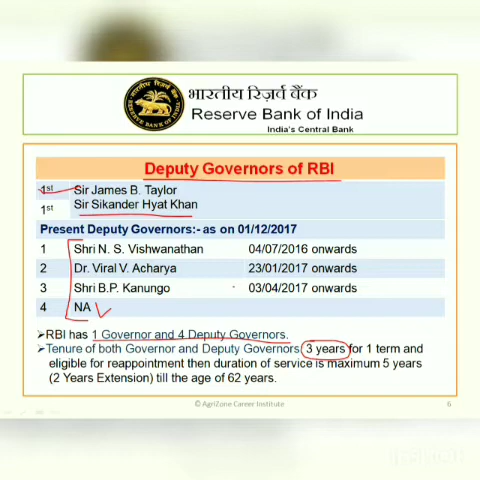 भारतीय रिज़र्व बैंक
Reserve Bank of India
India's Central Bank
Deputy Governors of RBI
1st Sir James B. Taylor
1st Sir Sikander Hyat Khan
Present Deputy Governors:- as on 01/12/2017
1 Shri N. S. Vishwanathan 04/07/2016 onwards
2 Dr. Viral V. Acharya 23/01/2017 onwards
3 Shri B.P. Kanungo 03/04/2017 onwards
4 NA
➢RBI has 1 Governor and 4 Deputy Governors.
➢Tenure of both Governor and Deputy Governors 3 years for 1 term and
eligible for reappointment then duration of service is maximum 5 years
(2 Years Extension) till the age of 62 years.
© AgriZone Career Institute 6